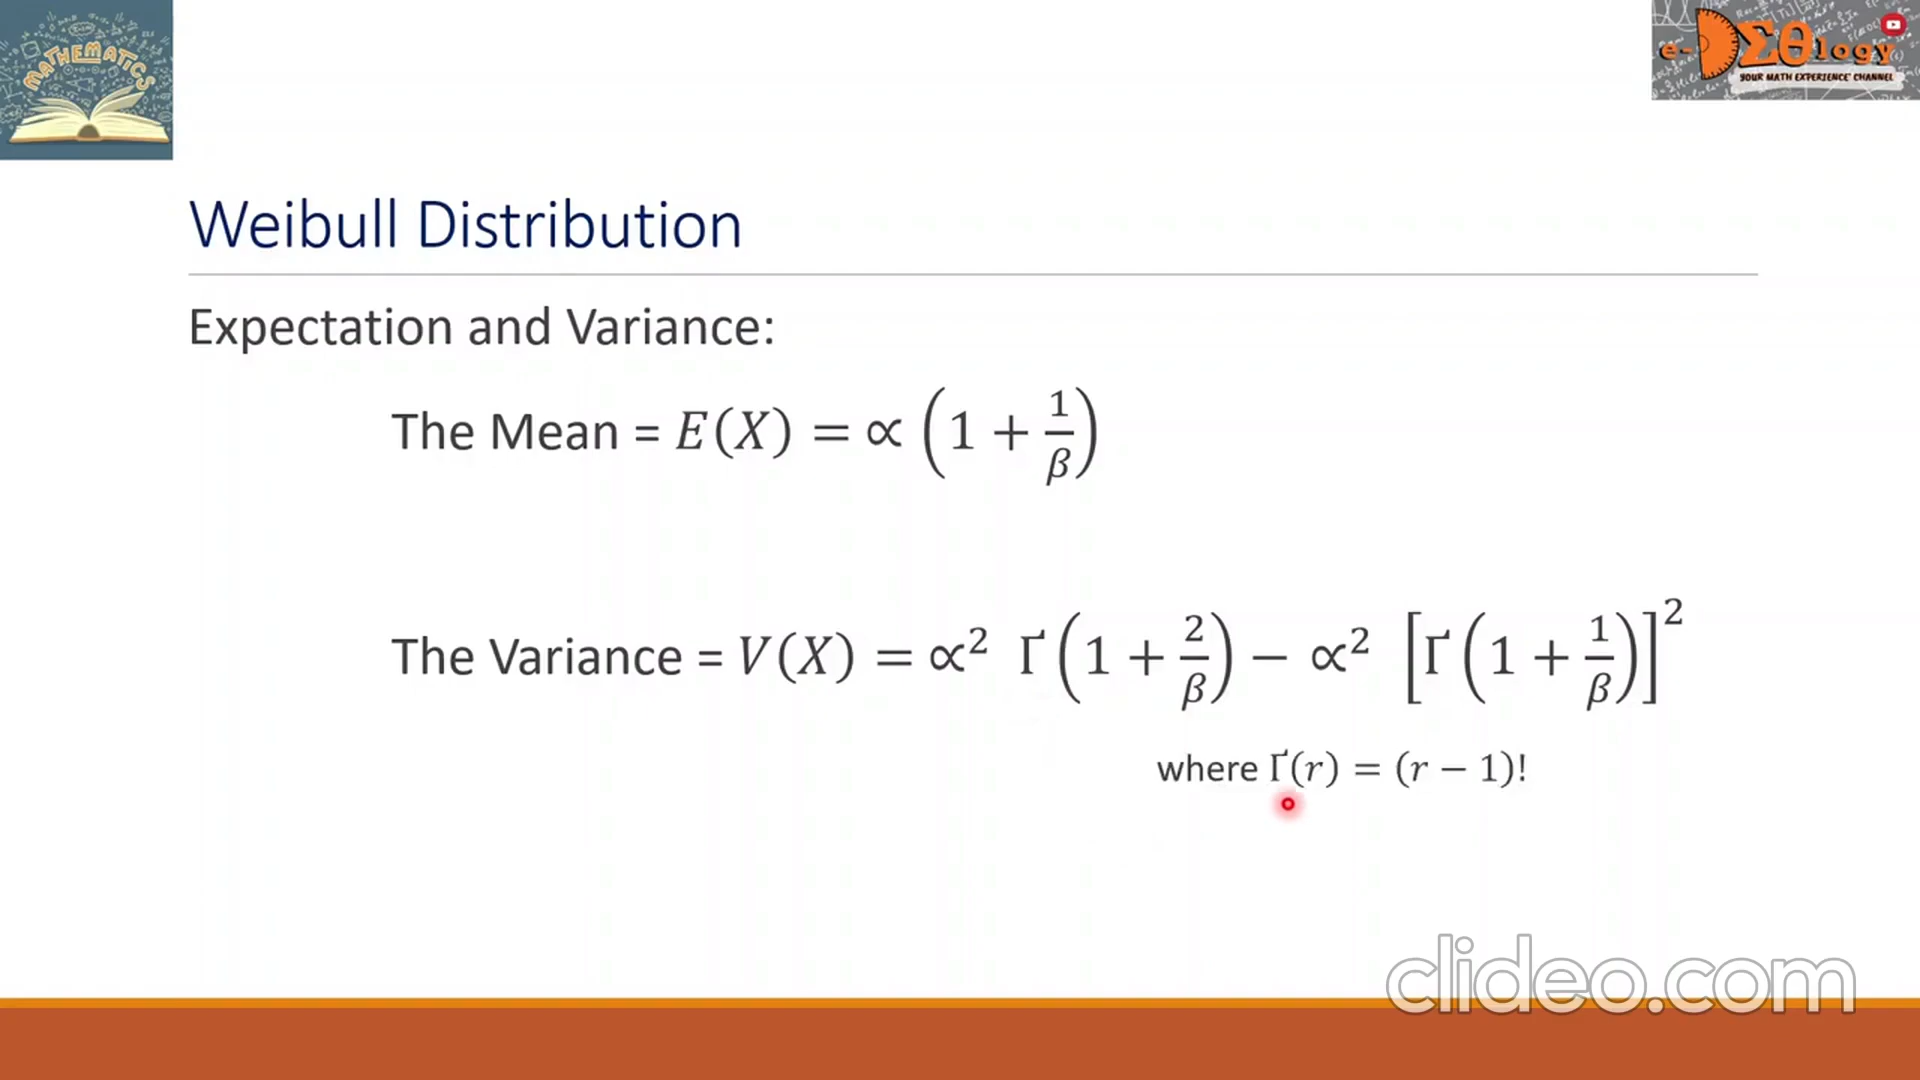 MATHEMATICS
e-DΣθlogy
YOUR MATH EXPERIENCE CHANNEL
Weibull Distribution
Expectation and Variance:
The Mean = E(X) = ∝ (1 + 1/β)
The Variance = V(X) = ∝² Γ(1 + 2/β) − ∝² [Γ(1 + 1/β)]²
where Γ(r) = (r − 1)!
clideo.com